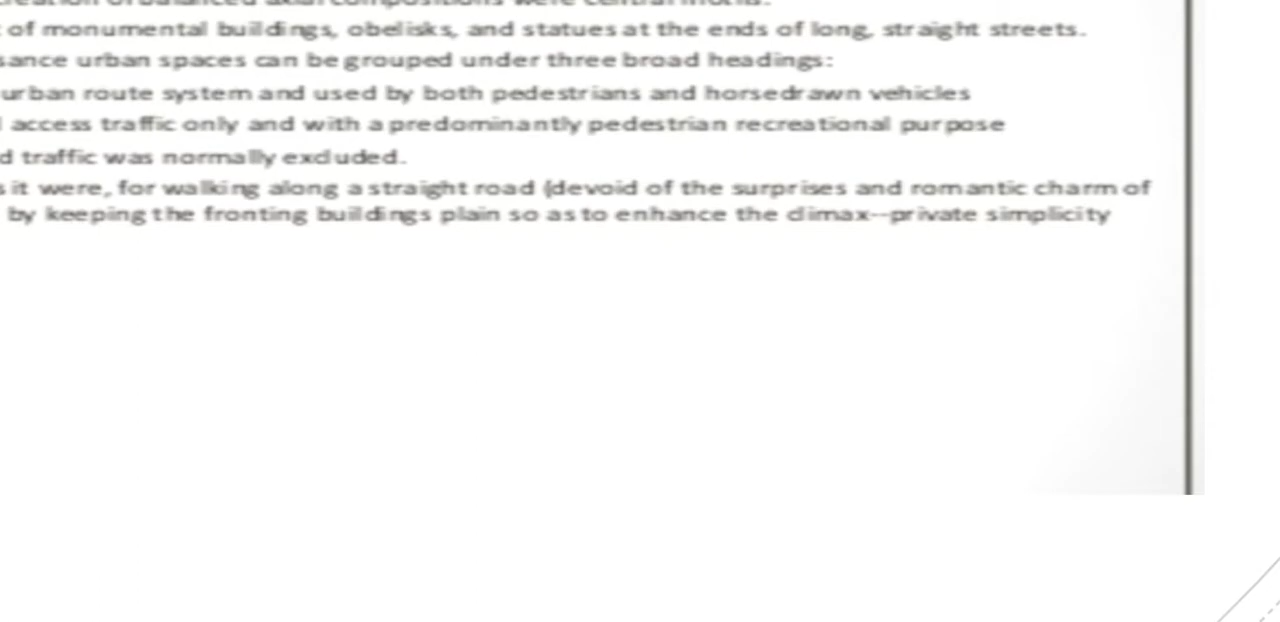 of monumental buildings, obelisks, and statues at the ends of long, straight streets.
urban spaces can be grouped under three broad headings:
urban route system and used by both pedestrians and horsedrawn vehicles
access traffic only and with a predominantly pedestrian recreational purpose
traffic was normally excluded.
it were, for walking along a straight road (devoid of the surprises and romantic charm of
by keeping the fronting buildings plain so as to enhance the climax--private simplicity